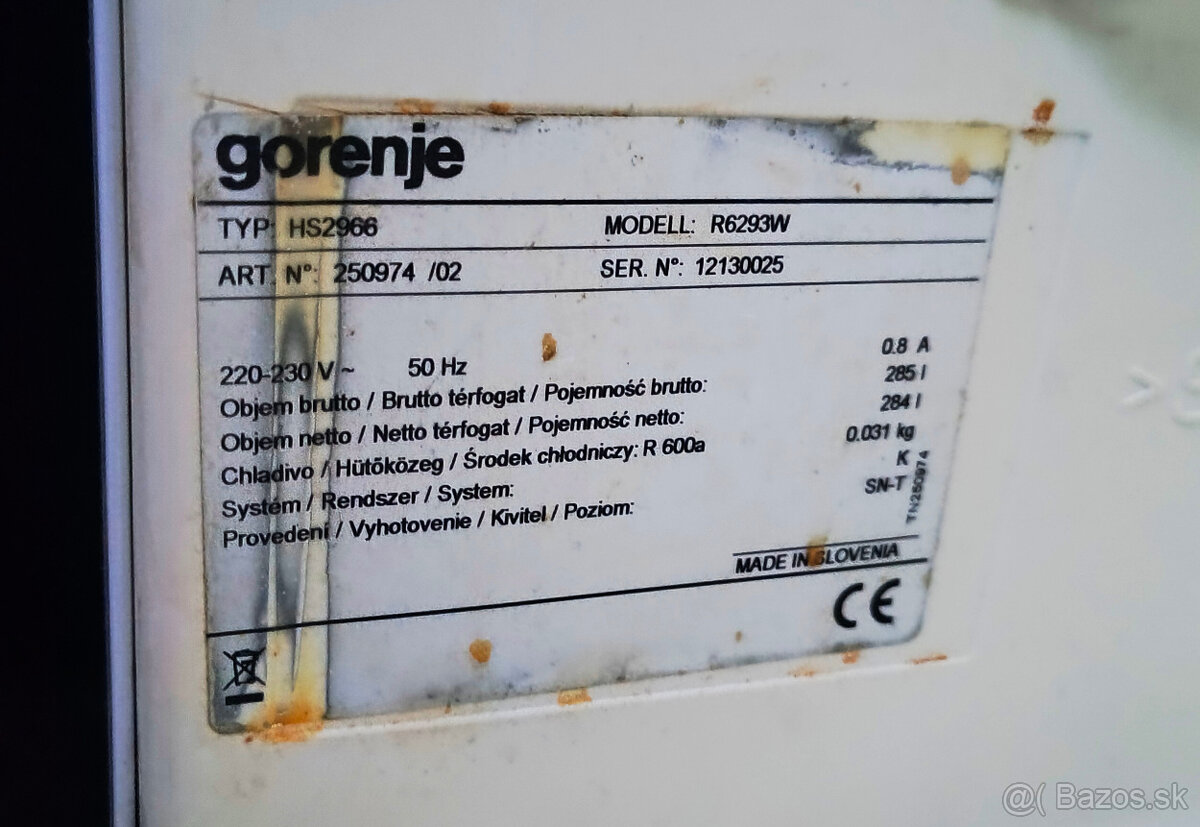 gorenje
TYP: HS2966 MODELL: R6293W
ART. N°: 250974 /02 SER. N°: 12130025
220-230 V ~ 50 Hz 0.8 A
Objem brutto / Brutto térfogat / Pojemność brutto: 285 l
Objem netto / Netto térfogat / Pojemność netto: 284 l
Chladivo / Hűtőközeg / Środek chłodniczy: R 600a 0.031 kg
Systém / Rendszer / System: K
Provedení / Vyhotovenie / Kivitel / Poziom: SN-T
TN250974
MADE IN SLOVENIA
CE
@( Bazos.sk